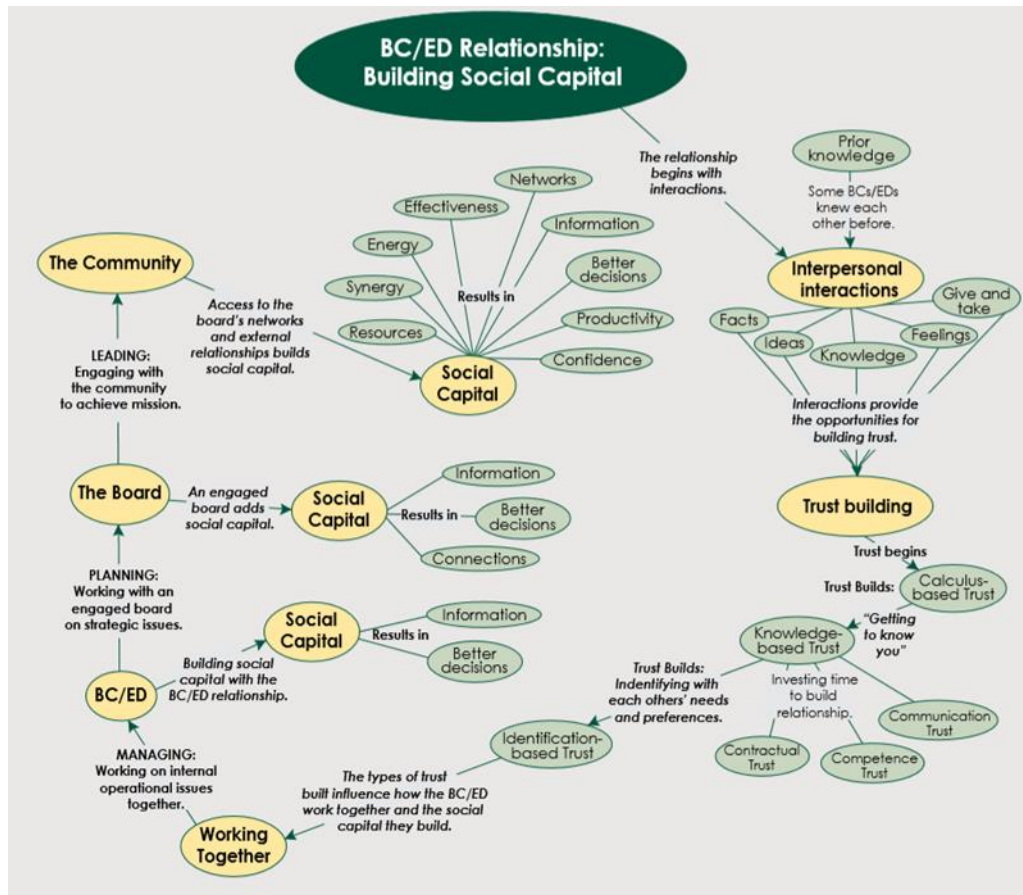 BC/ED Relationship:
Building Social Capital
The relationship
begins with
interactions.
Prior
knowledge
Some BCs/EDs
knew each
other before.
Interpersonal
interactions
Facts
Ideas
Knowledge
Feelings
Give and
take
Interactions provide
the opportunities for
building trust.
Trust building
Trust begins
Calculus-
based Trust
Trust Builds:
"Getting
to know
you"
Knowledge-
based Trust
Investing time
to build
relationship.
Contractual
Trust
Competence
Trust
Communication
Trust
Trust Builds:
Indentifying with
each others' needs
and preferences.
Identification-
based Trust
The types of trust
built influence how the BC/ED
work together and the social
capital they build.
Working
Together
MANAGING:
Working on internal
operational issues
together.
BC/ED
Building social
capital with the
BC/ED relationship.
Social
Capital
Results in
Information
Better
decisions
PLANNING:
Working with an
engaged board
on strategic issues.
The Board
An engaged
board adds
social capital.
Social
Capital
Results in
Information
Better
decisions
Connections
LEADING:
Engaging with
the community
to achieve mission.
The Community
Access to the
board's networks
and external
relationships builds
social capital.
Social
Capital
Results in
Resources
Synergy
Energy
Effectiveness
Networks
Information
Better
decisions
Productivity
Confidence